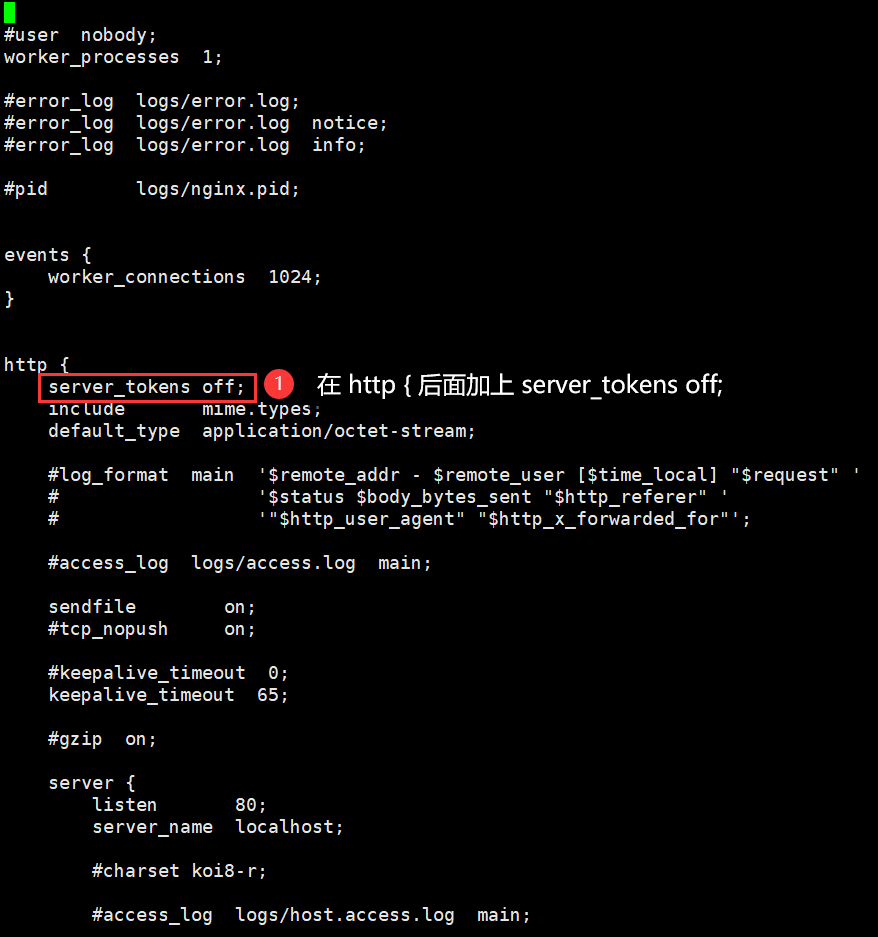 #user  nobody;
worker_processes  1;
#error_log  logs/error.log;
#error_log  logs/error.log  notice;
#error_log  logs/error.log  info;
#pid        logs/nginx.pid;
events {
    worker_connections  1024;
}
http {
    server_tokens off; 1 在 http { 后面加上 server_tokens off;
    include       mime.types;
    default_type  application/octet-stream;
    #log_format  main  '$remote_addr - $remote_user [$time_local] "$request" '
    #                  '$status $body_bytes_sent "$http_referer" '
    #                  '"$http_user_agent" "$http_x_forwarded_for"';
    #access_log  logs/access.log  main;
    sendfile        on;
    #tcp_nopush     on;
    #keepalive_timeout  0;
    keepalive_timeout  65;
    #gzip  on;
    server {
        listen       80;
        server_name  localhost;
        #charset koi8-r;
        #access_log  logs/host.access.log  main;